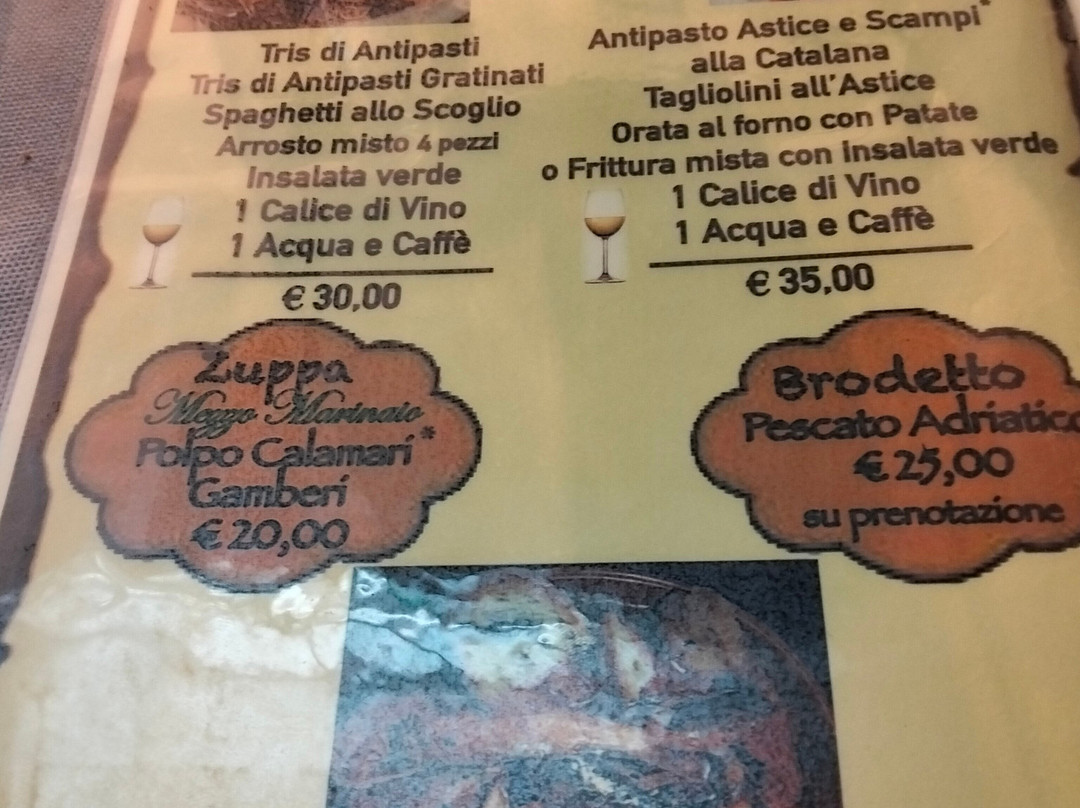 Tris di Antipasti
Tris di Antipasti Gratinati
Spaghetti allo Scoglio
Arrosto misto 4 pezzi
Insalata verde
1 Calice di Vino
1 Acqua e Caffè
€ 30,00
Antipasto Astice e Scampi*
alla Catalana
Tagliolini all'Astice
Orata al forno con Patate
o Frittura mista con insalata verde
1 Calice di Vino
1 Acqua e Caffè
€ 35,00
Zuppa
Mezzo Marinaio
Polpo Calamari*
Gamberi
€ 20,00
Brodetto
Pescato Adriatico
€ 25,00
su prenotazione